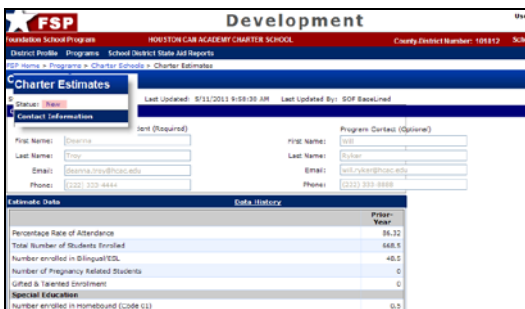 FSP Development Use
Foundation School Program HOUSTON CAN ACADEMY CHARTER SCHOOL County-District Number: 101812 Sch
District Profile Programs School District State Aid Reports
FSP Home > Programs > Charter Schools > Charter Estimates
Charter Estimates
Status: New Last Updated: 5/11/2011 9:58:30 AM Last Updated By: SOF BaseLined
Contact Information
(Required) Program Contact (Optional)
First Name: Deanna First Name: Will
Last Name: Troy Last Name: Ryker
Email: deanna.troy@hcac.edu Email: will.ryker@hcac.edu
Phone: (222) 333-4444 Phone: (222) 333-8888
Estimate Data Data History
Prior-
Year
Percentage Rate of Attendance 86.32
Total Number of Students Enrolled 668.5
Number enrolled in Bilingual/ESL 48.5
Number of Pregnancy Related Students 0
Gifted & Talented Enrollment 0
Special Education
Number enrolled in Homebound (Code 01) 0.5